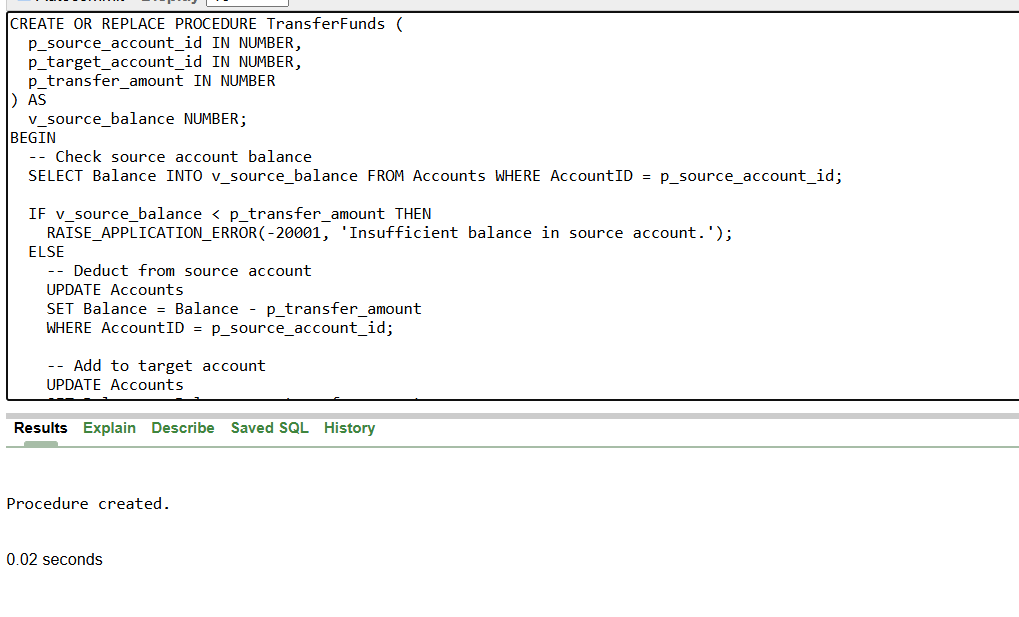 CREATE OR REPLACE PROCEDURE TransferFunds (
p_source_account_id IN NUMBER,
p_target_account_id IN NUMBER,
p_transfer_amount IN NUMBER
) AS
v_source_balance NUMBER;
BEGIN
-- Check source account balance
SELECT Balance INTO v_source_balance FROM Accounts WHERE AccountID = p_source_account_id;
IF v_source_balance < p_transfer_amount THEN
RAISE_APPLICATION_ERROR(-20001, 'Insufficient balance in source account.');
ELSE
-- Deduct from source account
UPDATE Accounts
SET Balance = Balance - p_transfer_amount
WHERE AccountID = p_source_account_id;
-- Add to target account
UPDATE Accounts
Results Explain Describe Saved SQL History
Procedure created.
0.02 seconds